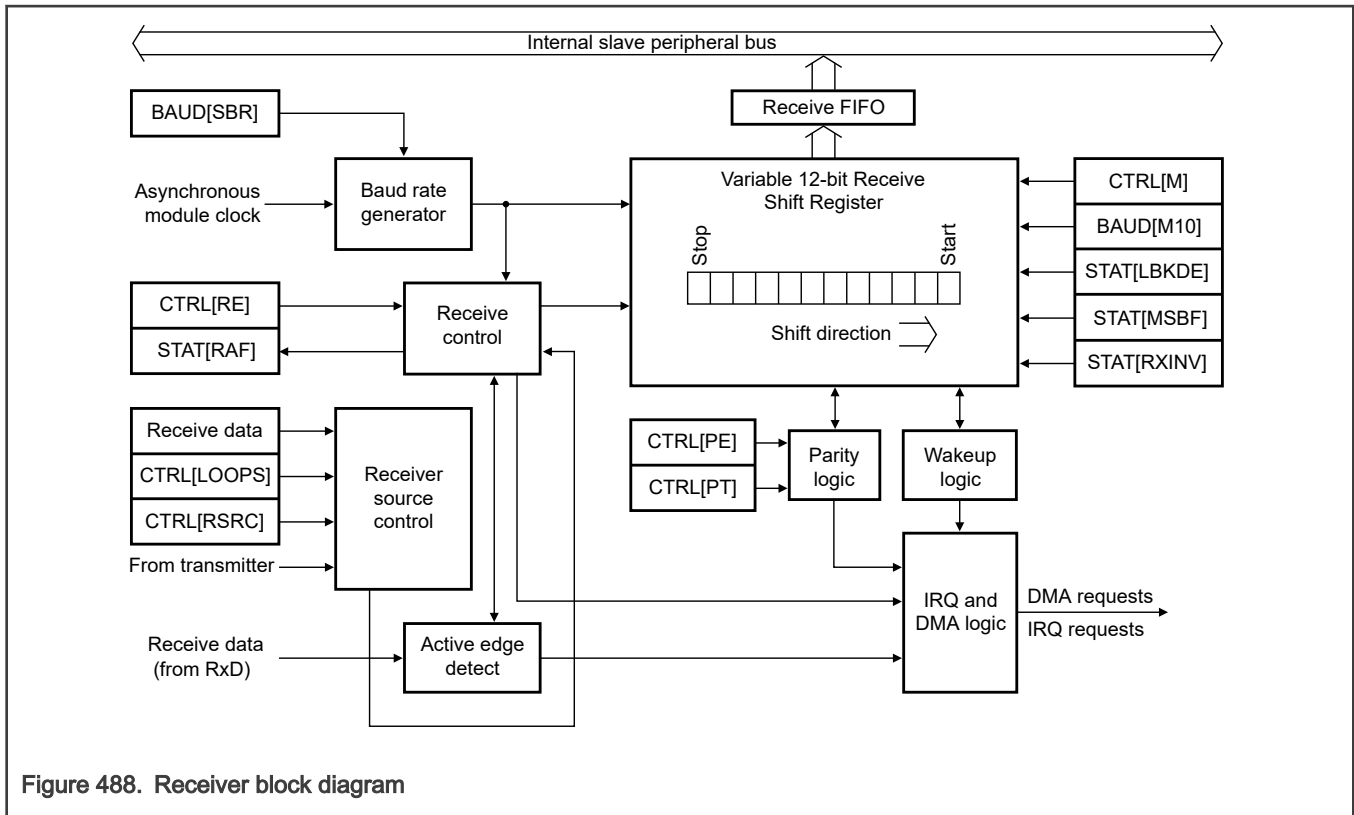 Internal slave peripheral bus
BAUD[SBR]
Receive FIFO
Asynchronous
module clock
Baud rate
generator
Variable 12-bit Receive
Shift Register
Stop
Start
Shift direction
CTRL[M]
BAUD[M10]
STAT[LBKDE]
STAT[MSBF]
STAT[RXINV]
CTRL[RE]
STAT[RAF]
Receive
control
Receive data
CTRL[LOOPS]
CTRL[RSRC]
From transmitter
Receiver
source
control
CTRL[PE]
CTRL[PT]
Parity
logic
Wakeup
logic
Receive data
(from RxD)
Active edge
detect
IRQ and
DMA logic
DMA requests
IRQ requests
Figure 488. Receiver block diagram